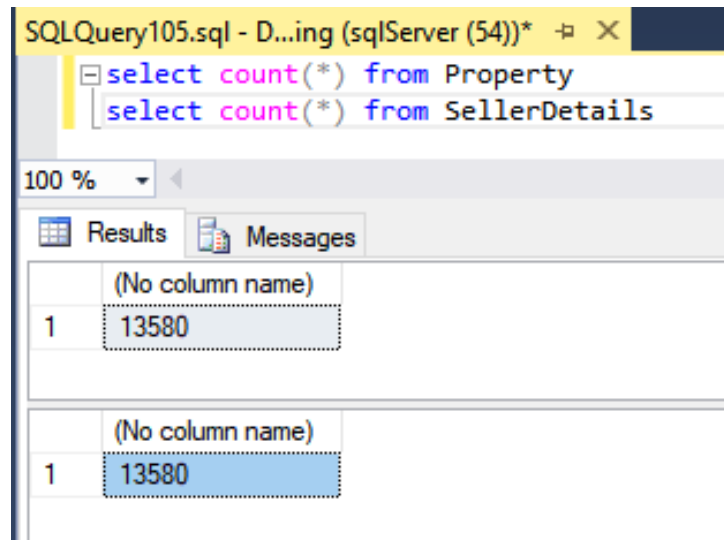 SQLQuery105.sql - D...ing (sqlServer (54))*
select count(*) from Property
select count(*) from SellerDetails
100 %
Results Messages
(No column name)
1 13580
(No column name)
1 13580